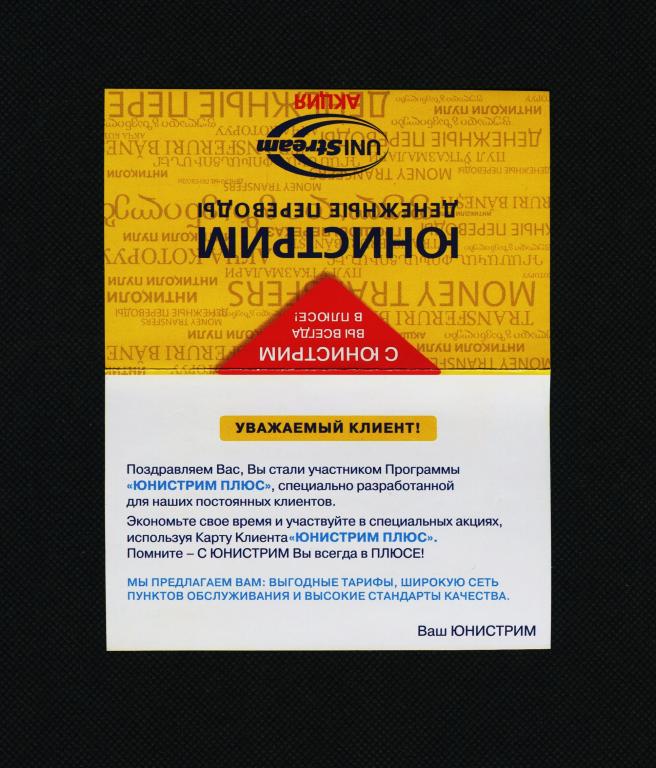 АКЦИЯ
UNIStream
ДЕНЕЖНЫЕ ПЕРЕВОДЫ
ЮНИСТРИМ
MONEY TRANSFERS
С ЮНИСТРИМ
ВЫ ВСЕГДА
В ПЛЮСЕ!
УВАЖАЕМЫЙ КЛИЕНТ!
Поздравляем Вас, Вы стали участником Программы
«ЮНИСТРИМ ПЛЮС», специально разработанной
для наших постоянных клиентов.
Экономьте свое время и участвуйте в специальных акциях,
используя Карту Клиента «ЮНИСТРИМ ПЛЮС».
Помните – С ЮНИСТРИМ Вы всегда в ПЛЮСЕ!
МЫ ПРЕДЛАГАЕМ ВАМ: ВЫГОДНЫЕ ТАРИФЫ, ШИРОКУЮ СЕТЬ
ПУНКТОВ ОБСЛУЖИВАНИЯ И ВЫСОКИЕ СТАНДАРТЫ КАЧЕСТВА.
Ваш ЮНИСТРИМ